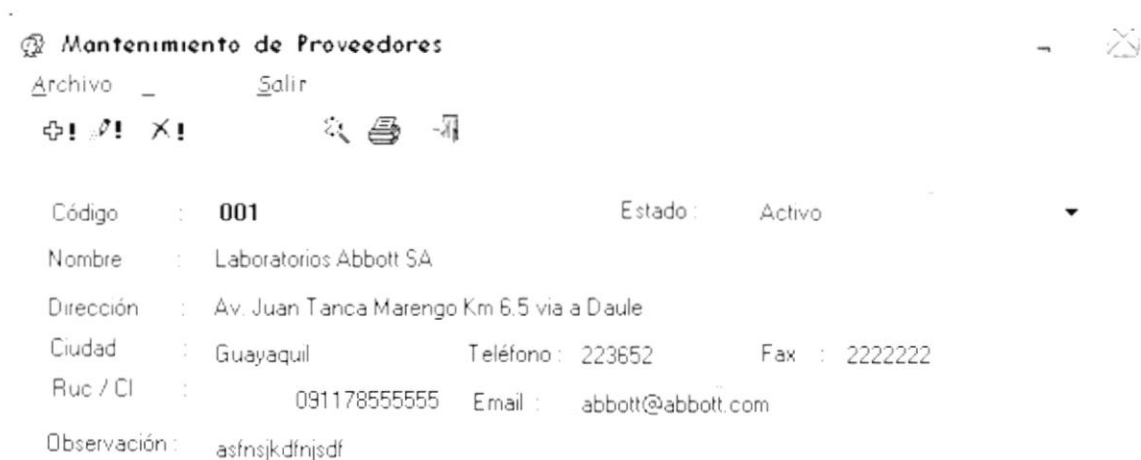 Mantenimiento de Proveedores
Archivo _ Salir
Código : 001 Estado : Activo
Nombre : Laboratorios Abbott SA
Dirección : Av. Juan Tanca Marengo Km 6.5 via a Daule
Ciudad : Guayaquil Teléfono : 223652 Fax : 2222222
Ruc / CI : 091178555555 Email : abbott@abbott.com
Observación : asfnsjkdfnjsdf